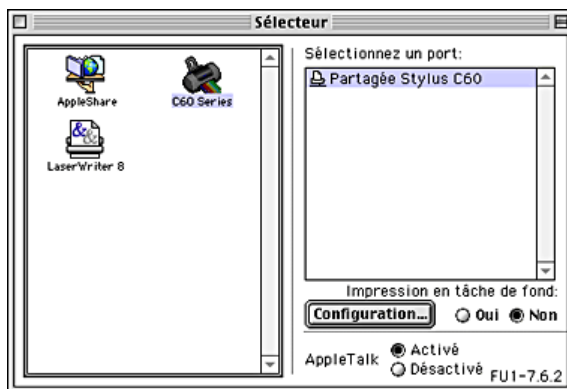 Sélecteur
AppleShare
C60 Series
LaserWriter 8
Sélectionnez un port:
Partagée Stylus C60
Impression en tâche de fond:
Configuration... Oui Non
AppleTalk Activé
Désactivé
FU1-7.6.2